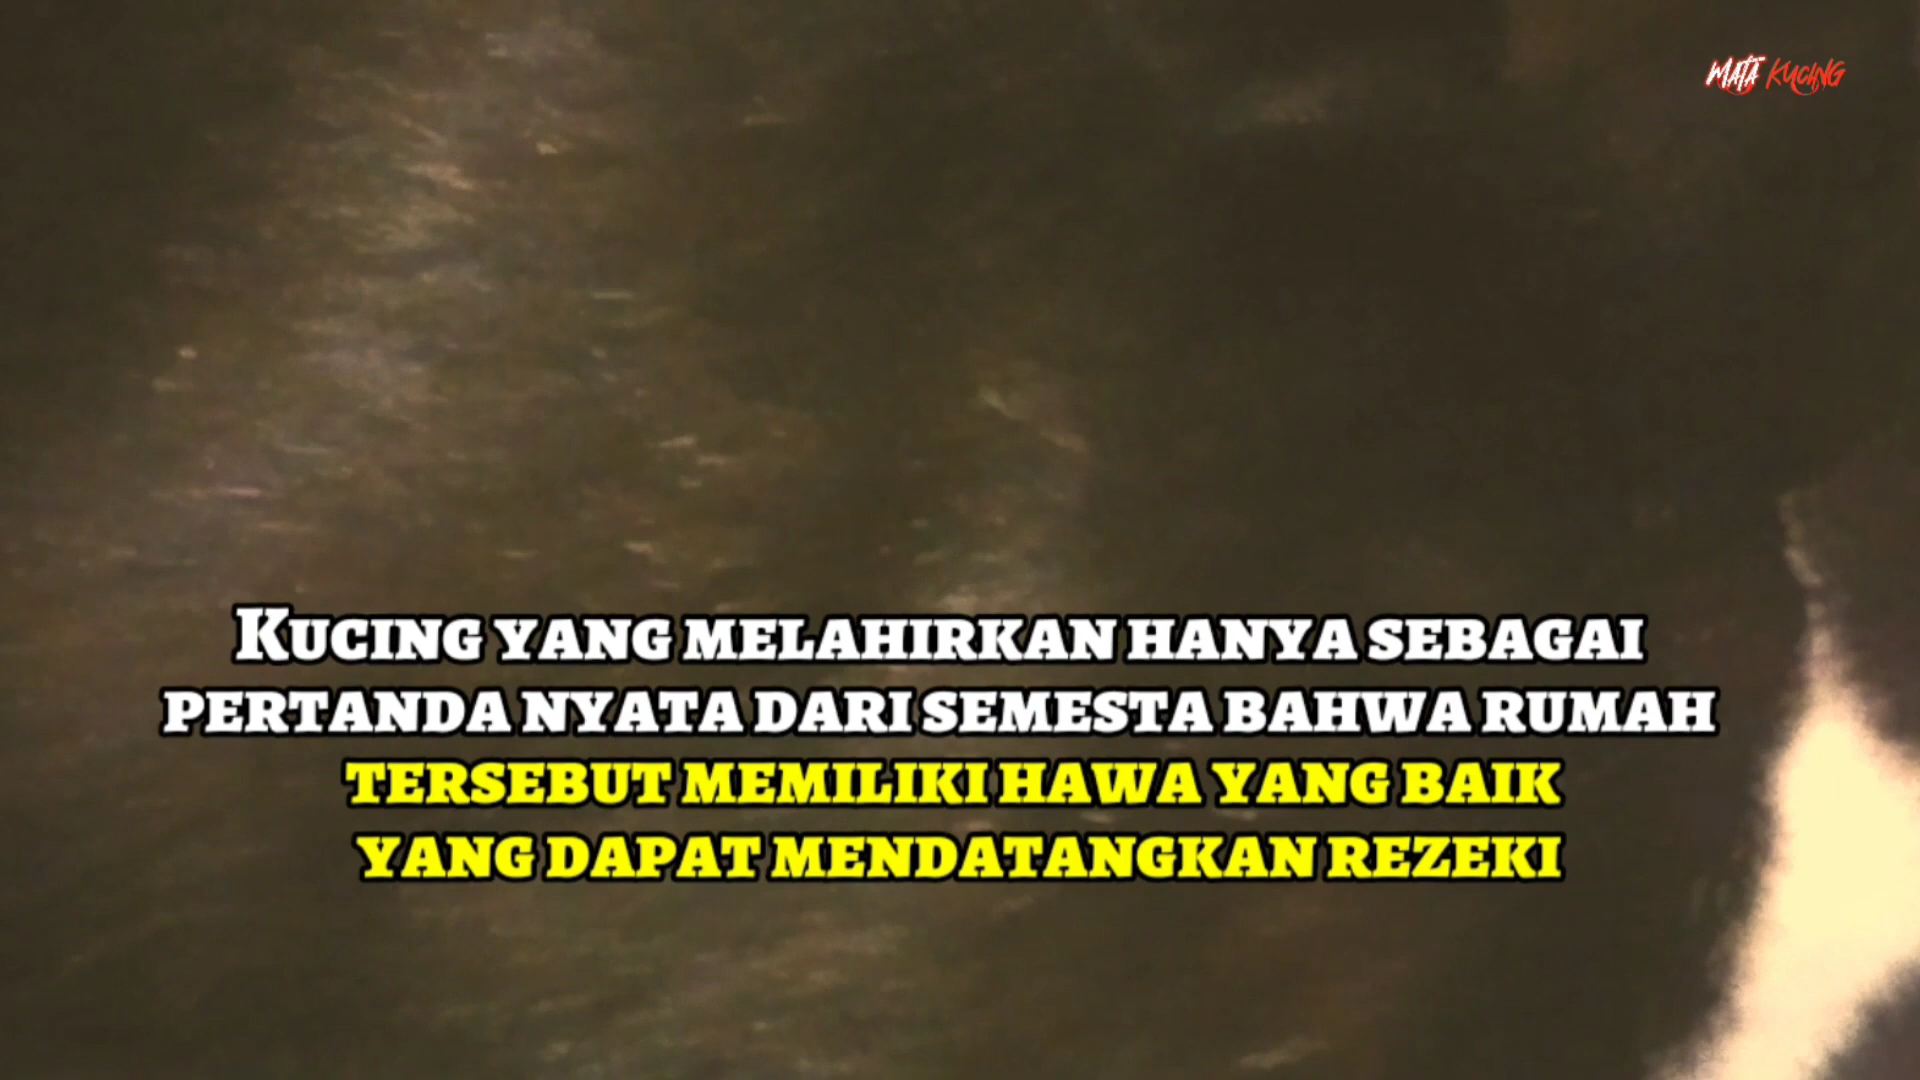 MATA KUCING
KUCING YANG MELAHIRKAN HANYA SEBAGAI
PERTANDA NYATA DARI SEMESTA BAHWA RUMAH
TERSEBUT MEMILIKI HAWA YANG BAIK
YANG DAPAT MENDATANGKAN REZEKI